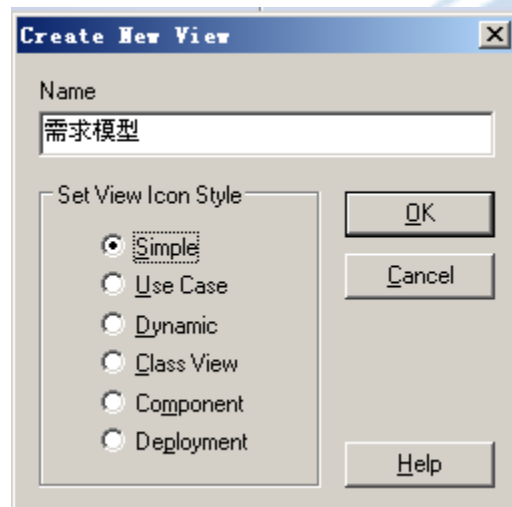 Create New View
Name
需求模型
Set View Icon Style
Simple
Use Case
Dynamic
Class View
Component
Deployment
OK
Cancel
Help